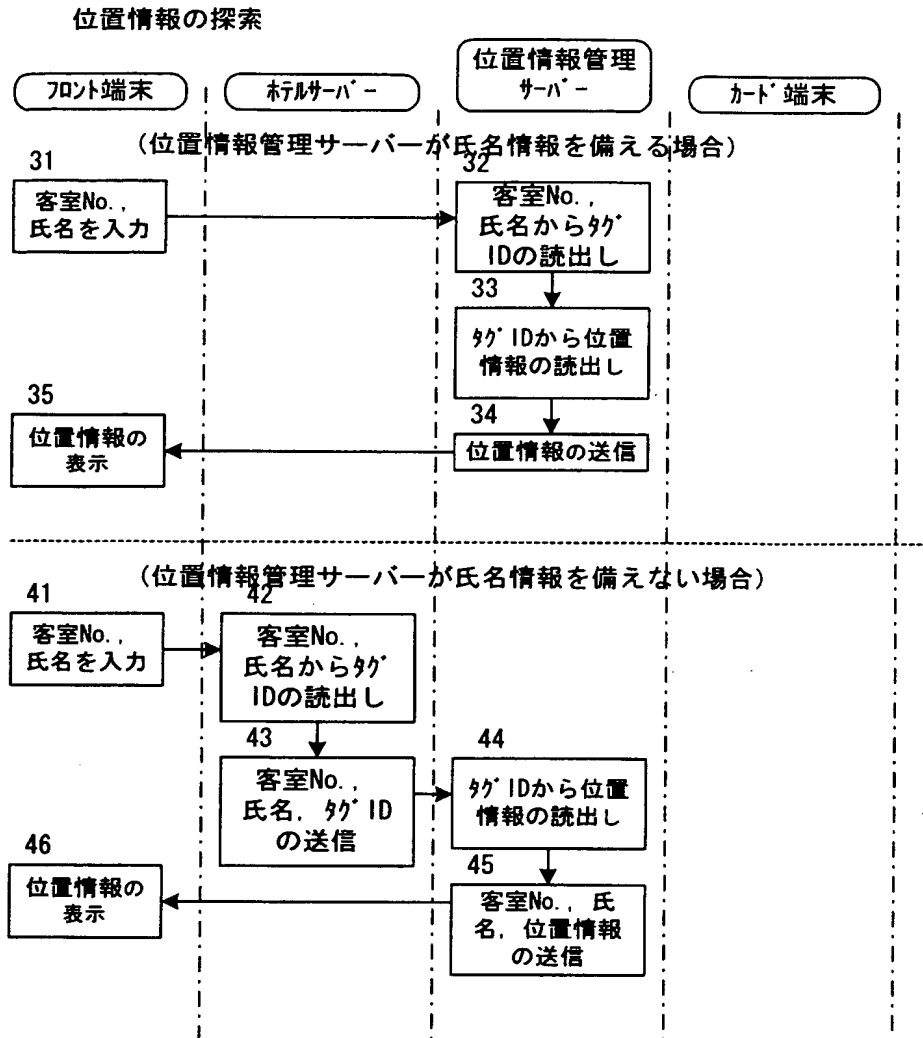 位置情報の探索
フロント端末
ホテルサーバー
位置情報管理
サーバー
カード端末
(位置情報管理サーバーが氏名情報を備える場合)
31
客室No.,
氏名を入力
32
客室No.,
氏名からタグ
IDの読出し
33
タグIDから位置
情報の読出し
34
位置情報の送信
35
位置情報の
表示
(位置情報管理サーバーが氏名情報を備えない場合)
41
客室No.,
氏名を入力
42
客室No.,
氏名からタグ
IDの読出し
43
客室No.,
氏名, タグID
の送信
44
タグIDから位置
情報の読出し
45
客室No., 氏
名, 位置情報
の送信
46
位置情報の
表示